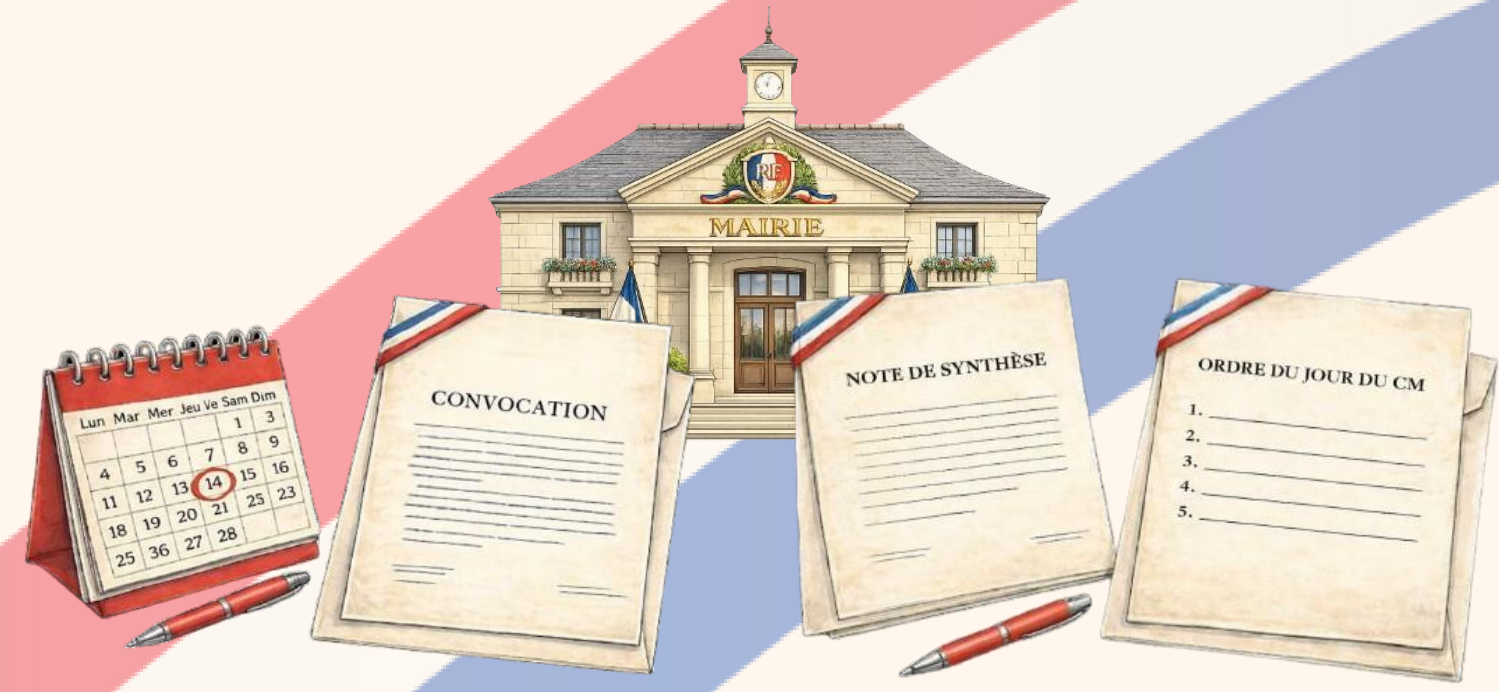 RF
MAIRIE
Lun Mar Mer Jeu Ve Sam Dim
1 3
4 5 6 7 8 9
11 12 13 14 15 16
18 19 20 21 25 23
25 36 27 28
CONVOCATION
NOTE DE SYNTHÈSE
ORDRE DU JOUR DU CM
1.
2.
3.
4.
5.